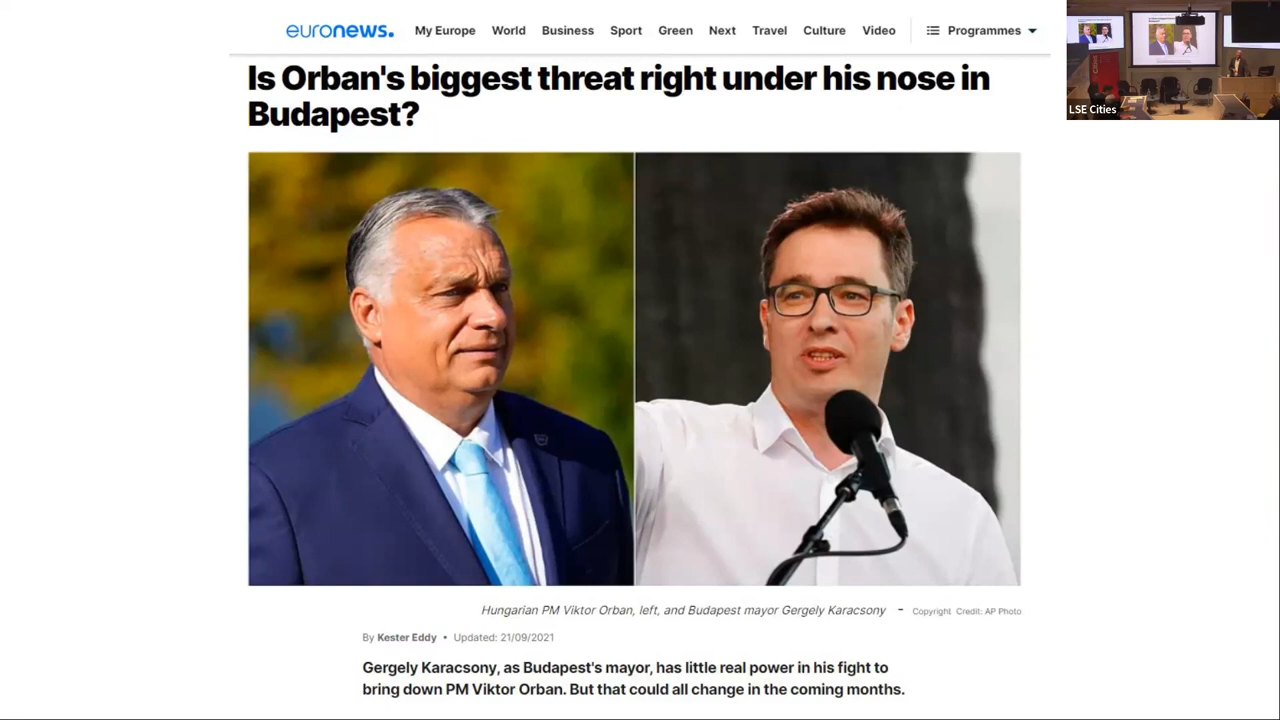 euronews.
My Europe World Business Sport Green Next Travel Culture Video Programmes
Is Orban's biggest threat right under his nose in
Budapest?
LSE Cities
Hungarian PM Viktor Orban, left, and Budapest mayor Gergely Karacsony - Copyright Credit: AP Photo
By Kester Eddy • Updated: 21/09/2021
Gergely Karacsony, as Budapest's mayor, has little real power in his fight to
bring down PM Viktor Orban. But that could all change in the coming months.